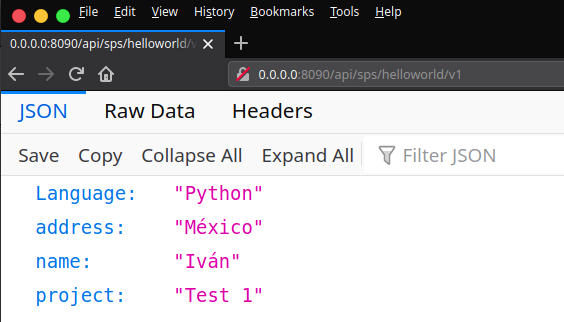 File Edit View History Bookmarks Tools Help
0.0.0.0:8090/api/sps/helloworld/v
0.0.0.0:8090/api/sps/helloworld/v1
JSON Raw Data Headers
Save Copy Collapse All Expand All Filter JSON
Language: "Python"
address: "México"
name: "Iván"
project: "Test 1"